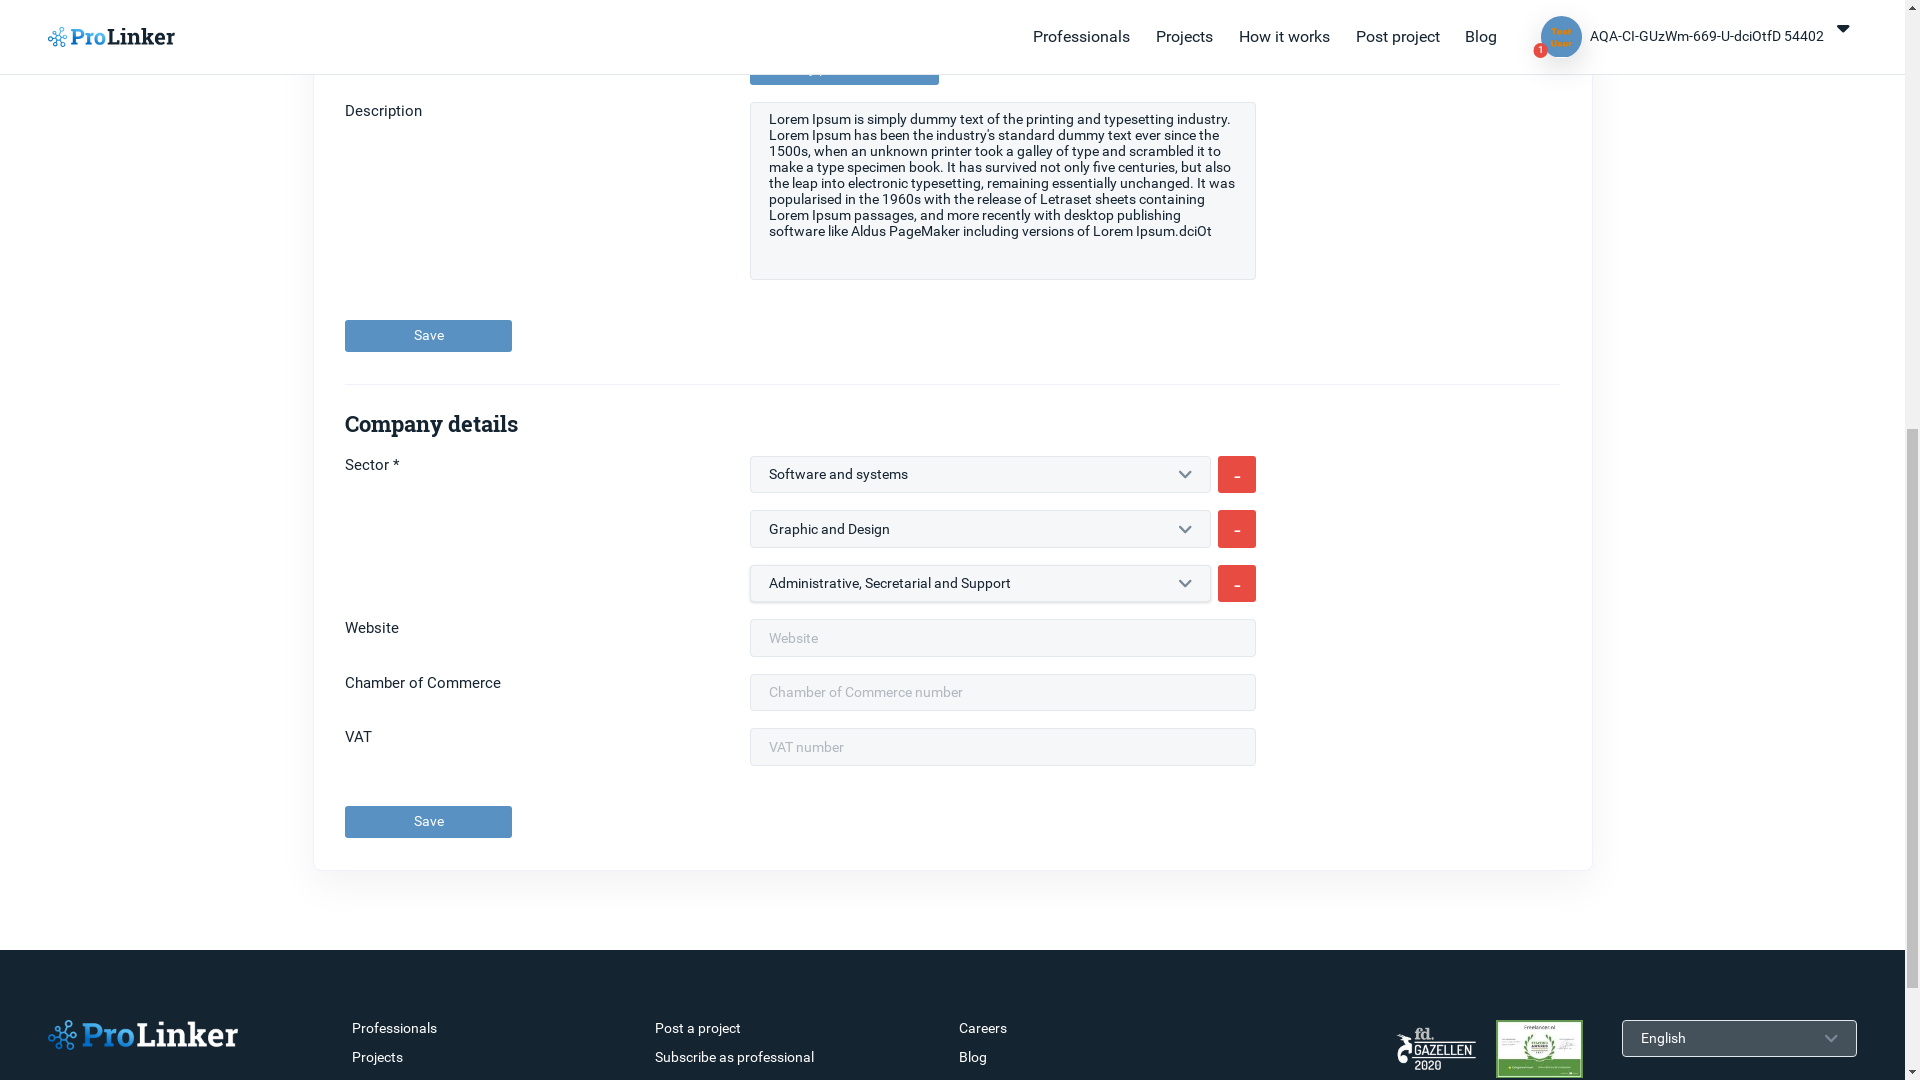 ProLinker
Professionals
Projects
How it works
Post project
Blog
1
AQA-CI-GUzWm-669-U-dciOtfD 54402
Description
Lorem Ipsum is simply dummy text of the printing and typesetting industry.
Lorem Ipsum has been the industry's standard dummy text ever since the
1500s, when an unknown printer took a galley of type and scrambled it to
make a type specimen book. It has survived not only five centuries, but also
the leap into electronic typesetting, remaining essentially unchanged. It was
popularised in the 1960s with the release of Letraset sheets containing
Lorem Ipsum passages, and more recently with desktop publishing
software like Aldus PageMaker including versions of Lorem Ipsum.dciOt
Save
Company details
Sector *
Software and systems
-
Graphic and Design
-
Administrative, Secretarial and Support
-
Website
Website
Chamber of Commerce
Chamber of Commerce number
VAT
VAT number
Save
ProLinker
Professionals
Projects
Post a project
Subscribe as professional
Careers
Blog
fd.
GAZELLEN
2020
Freelancer.nl
English